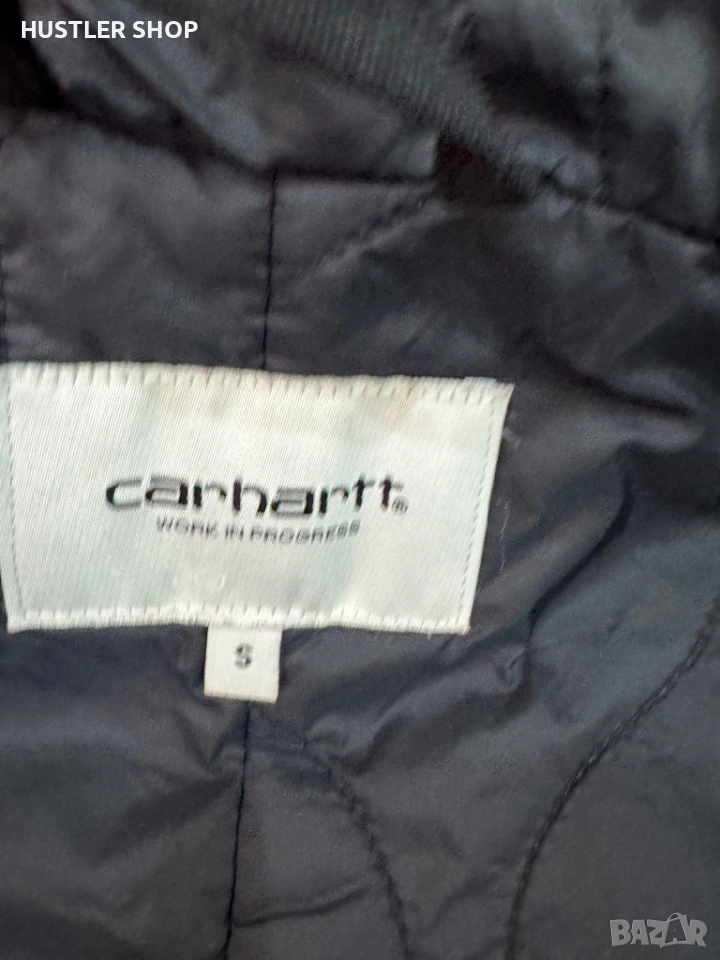 HUSTLER SHOP
carhartt®
WORK IN PROGRESS
S
BAZAR